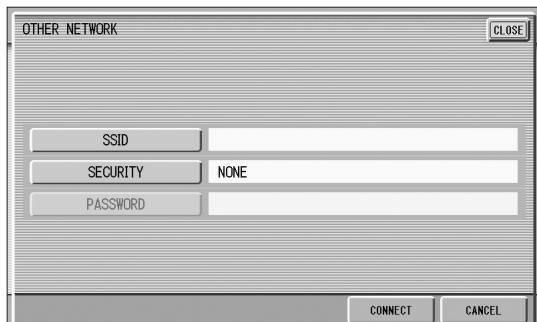 OTHER NETWORK
CLOSE
SSID
SECURITY NONE
PASSWORD
CONNECT CANCEL